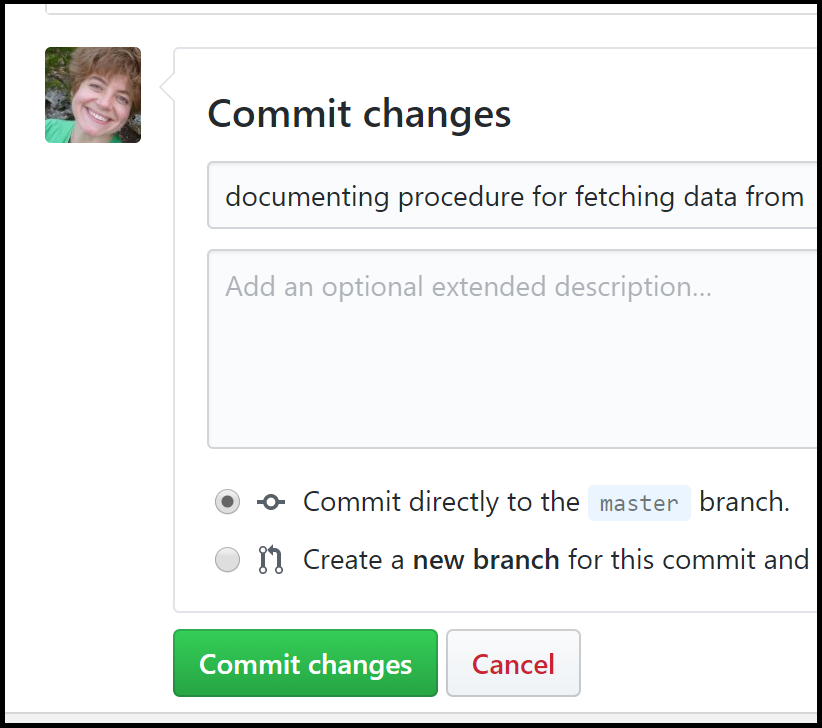 Commit changes
documenting procedure for fetching data from
Add an optional extended description...
Commit directly to the master branch.
Create a new branch for this commit and
Commit changes
Cancel